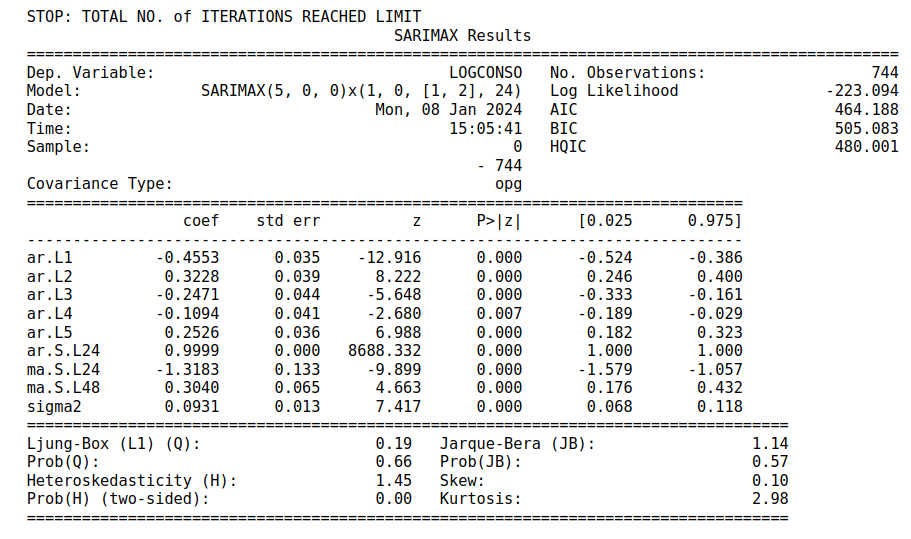 STOP: TOTAL NO. of ITERATIONS REACHED LIMIT
                                        SARIMAX Results
===============================================================================================
Dep. Variable:                                LOGCONSO   No. Observations:                  744
Model:             SARIMAX(5, 0, 0)x(1, 0, [1, 2], 24)   Log Likelihood                -223.094
Date:                                 Mon, 08 Jan 2024   AIC                            464.188
Time:                                         15:05:41   BIC                            505.083
Sample:                                              0   HQIC                           480.001
                                                 - 744
Covariance Type:                                   opg
==============================================================================
                 coef    std err          z      P>|z|      [0.025      0.975]
------------------------------------------------------------------------------
ar.L1         -0.4553      0.035    -12.916      0.000      -0.524      -0.386
ar.L2          0.3228      0.039      8.222      0.000       0.246       0.400
ar.L3         -0.2471      0.044     -5.648      0.000      -0.333      -0.161
ar.L4         -0.1094      0.041     -2.680      0.007      -0.189      -0.029
ar.L5          0.2526      0.036      6.988      0.000       0.182       0.323
ar.S.L24       0.9999      0.000   8688.332      0.000       1.000       1.000
ma.S.L24      -1.3183      0.133     -9.899      0.000      -1.579      -1.057
ma.S.L48       0.3040      0.065      4.663      0.000       0.176       0.432
sigma2         0.0931      0.013      7.417      0.000       0.068       0.118
===================================================================================
Ljung-Box (L1) (Q):                   0.19   Jarque-Bera (JB):                 1.14
Prob(Q):                              0.66   Prob(JB):                         0.57
Heteroskedasticity (H):               1.45   Skew:                             0.10
Prob(H) (two-sided):                  0.00   Kurtosis:                         2.98
===================================================================================